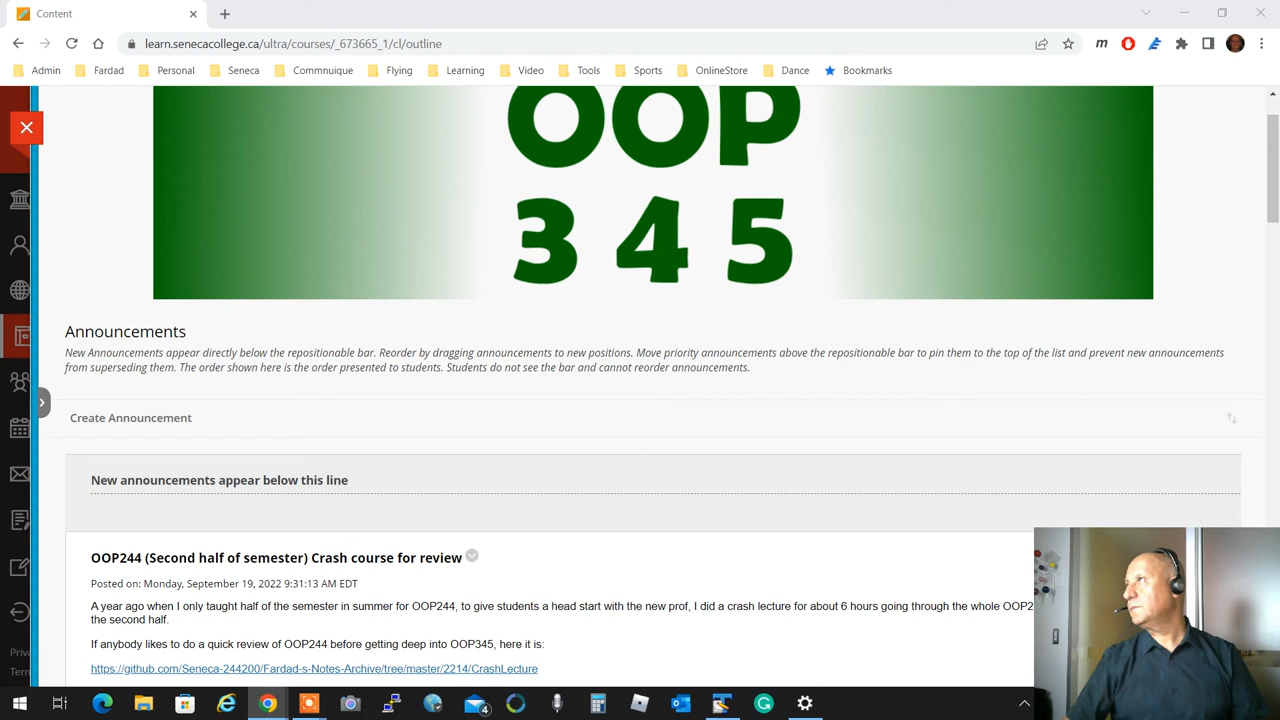 Content
learn.senecacollege.ca/ultra/courses/_673665_1/cl/outline
m
Admin Fardad Personal Seneca Commnuique Flying Learning Video Tools Sports OnlineStore Dance Bookmarks
OOP
345
Announcements
New Announcements appear directly below the repositionable bar. Reorder by dragging announcements to new positions. Move priority announcements above the repositionable bar to pin them to the top of the list and prevent new announcements
from superseding them. The order shown here is the order presented to students. Students do not see the bar and cannot reorder announcements.
Create Announcement
New announcements appear below this line
OOP244 (Second half of semester) Crash course for review
Posted on: Monday, September 19, 2022 9:31:13 AM EDT
A year ago when I only taught half of the semester in summer for OOP244, to give students a head start with the new prof, I did a crash lecture for about 6 hours going through the whole OOP2
the second half.
If anybody likes to do a quick review of OOP244 before getting deep into OOP345, here it is:
https://github.com/Seneca-244200/Fardad-s-Notes-Archive/tree/master/2214/CrashLecture
Priva
Term
4